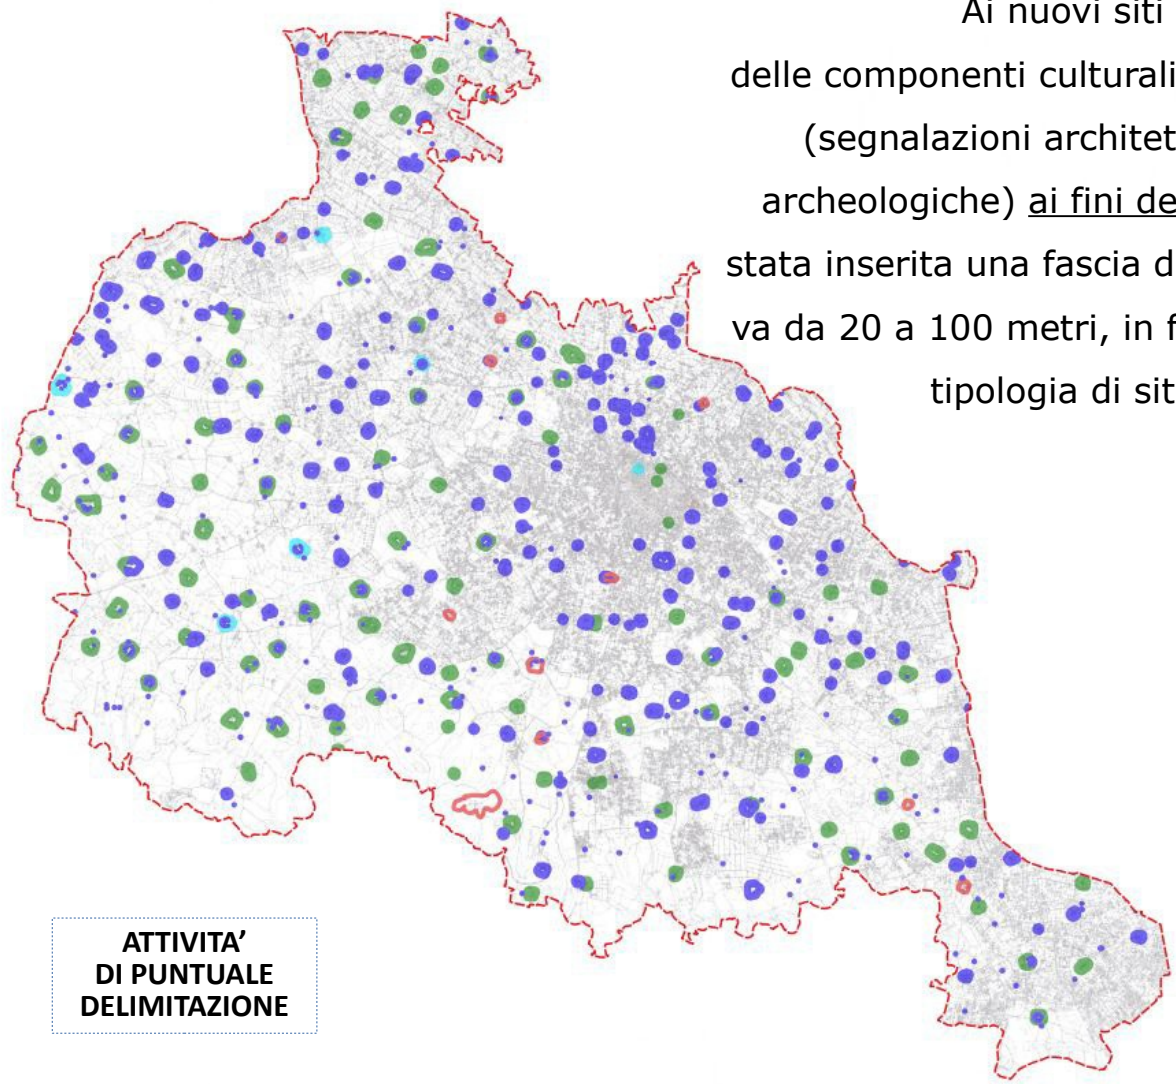 Ai nuovi siti
delle componenti culturali
(segnalazioni architet
archeologiche) ai fini de
stata inserita una fascia d
va da 20 a 100 metri, in f
tipologia di sit
ATTIVITA’
DI PUNTUALE
DELIMITAZIONE